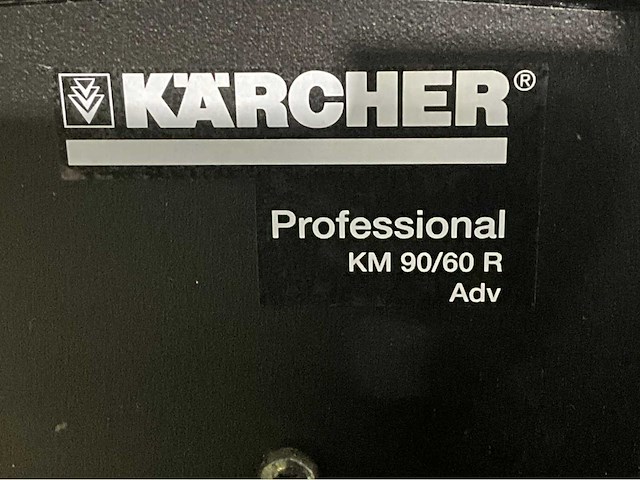 KÄRCHER®
Professional
KM 90/60 R
Adv